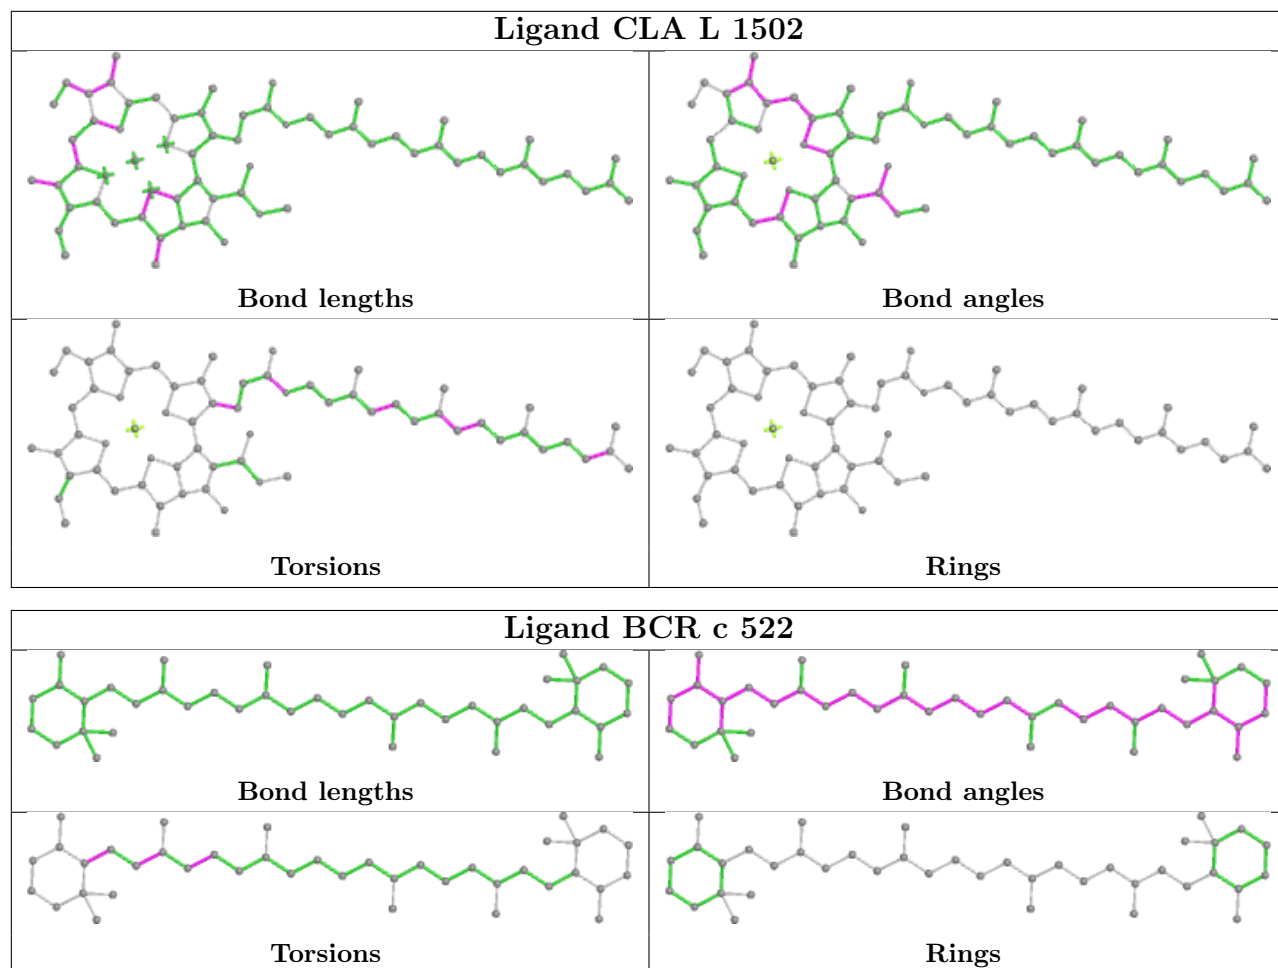 Ligand CLA L 1502
Bond lengths
Bond angles
Torsions
Rings
Ligand BCR c 522
Bond lengths
Bond angles
Torsions
Rings